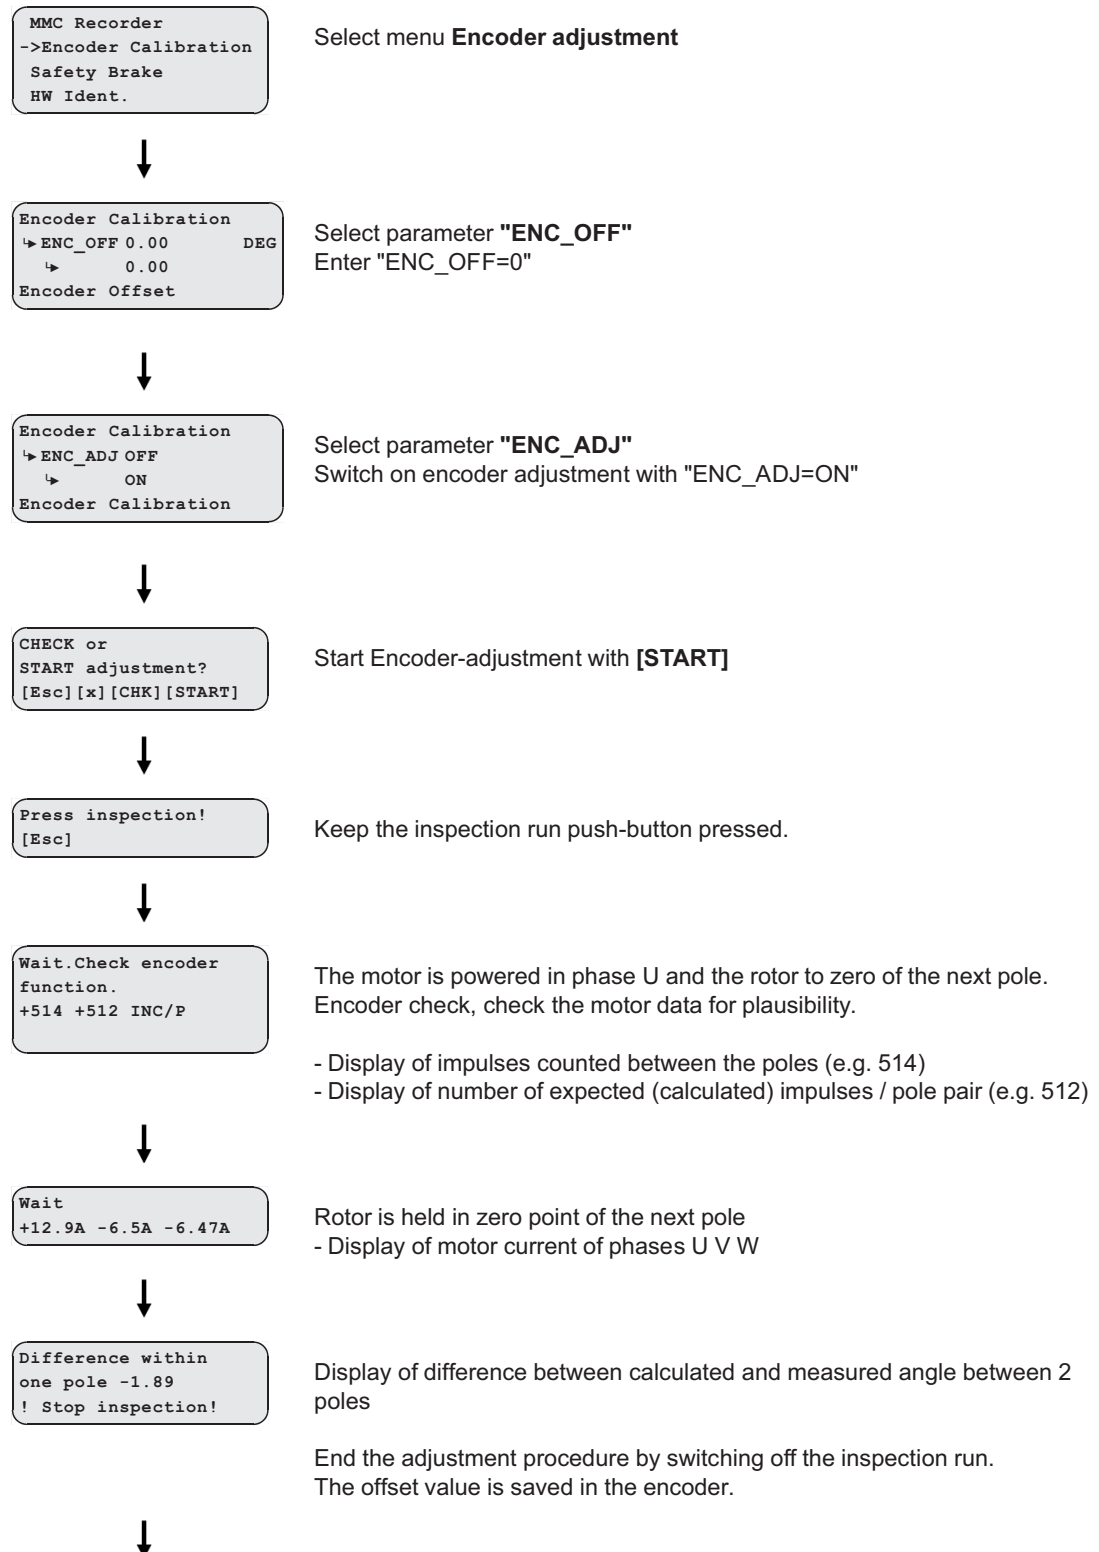 MMC Recorder
->Encoder Calibration
Safety Brake
HW Ident.
Select menu Encoder adjustment
Encoder Calibration
↳ENC_OFF 0.00 DEG
↳ 0.00
Encoder Offset
Select parameter "ENC_OFF"
Enter "ENC_OFF=0"
Encoder Calibration
↳ENC_ADJ OFF
↳ ON
Encoder Calibration
Select parameter "ENC_ADJ"
Switch on encoder adjustment with "ENC_ADJ=ON"
CHECK or
START adjustment?
[Esc][x][CHK][START]
Start Encoder-adjustment with [START]
Press inspection!
[Esc]
Keep the inspection run push-button pressed.
Wait.Check encoder
function.
+514 +512 INC/P
The motor is powered in phase U and the rotor to zero of the next pole.
Encoder check, check the motor data for plausibility.
- Display of impulses counted between the poles (e.g. 514)
- Display of number of expected (calculated) impulses / pole pair (e.g. 512)
Wait
+12.9A -6.5A -6.47A
Rotor is held in zero point of the next pole
- Display of motor current of phases U V W
Difference within
one pole -1.89
! Stop inspection!
Display of difference between calculated and measured angle between 2
poles
End the adjustment procedure by switching off the inspection run.
The offset value is saved in the encoder.